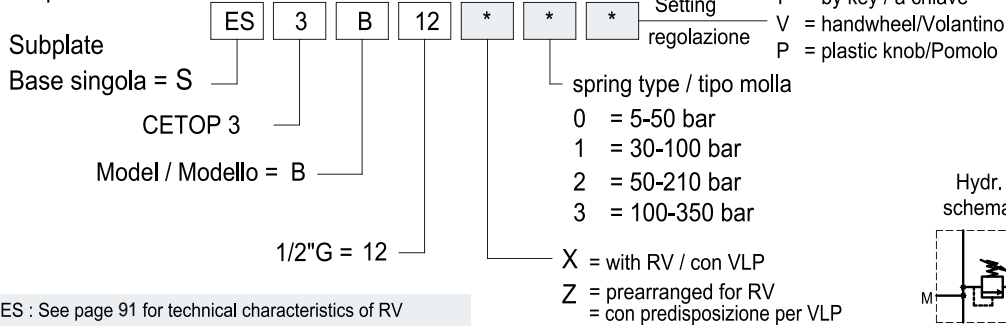 ES 3 B 12 * * *
Setting
regolazione
= by key / a chiave
V = handwheel/Volantino
P = plastic knob/Pomolo
Subplate
Base singola = S
CETOP 3
Model / Modello = B
1/2"G = 12
spring type / tipo molla
0 = 5-50 bar
1 = 30-100 bar
2 = 50-210 bar
3 = 100-350 bar
X = with RV / con VLP
Z = prearranged for RV
= con predisposizione per VLP
Hydr.
schema
M
ES : See page 91 for technical characteristics of RV